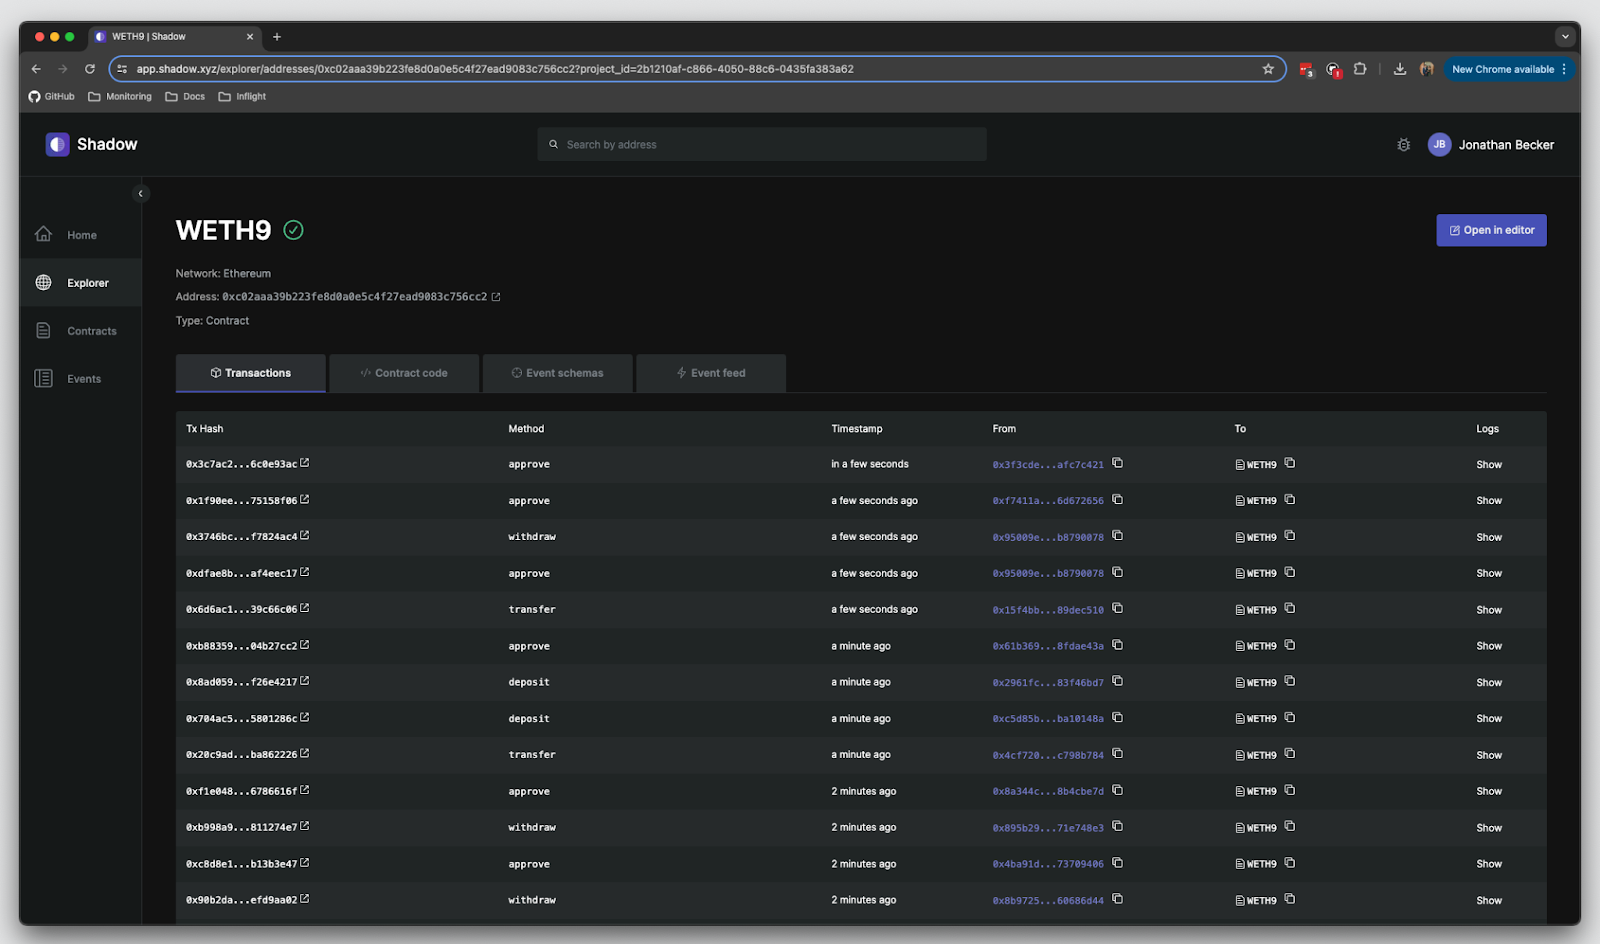 WETH9 | Shadow
app.shadow.xyz/explorer/addresses/0xc02aaa39b223fe8d0a0e5c4f27ead9083c756cc2?project_id=2b1210af-c866-4050-88c6-0435fa383a62
3
New Chrome available
GitHub Monitoring Docs Inflight
Shadow
Search by address
JB Jonathan Becker
Home
Explorer
Contracts
Events
WETH9
Open in editor
Network: Ethereum
Address: 0xc02aaa39b223fe8d0a0e5c4f27ead9083c756cc2
Type: Contract
Transactions Contract code Event schemas Event feed
Tx Hash Method Timestamp From To Logs
0x3c7ac2...6c0e93ac approve in a few seconds 0x3f3cde...afc7c421 WETH9 Show
0x1f90ee...75158f06 approve a few seconds ago 0xf7411a...6d672656 WETH9 Show
0x3746bc...f7824ac4 withdraw a few seconds ago 0x95009e...b8790078 WETH9 Show
0xdfae8b...af4eec17 approve a few seconds ago 0x95009e...b8790078 WETH9 Show
0x6d6ac1...39c66c06 transfer a few seconds ago 0x15f4bb...89dec510 WETH9 Show
0xb88359...04b27cc2 approve a minute ago 0x61b369...8fdae43a WETH9 Show
0x8ad059...f26e4217 deposit a minute ago 0x2961fc...83f46bd7 WETH9 Show
0x704ac5...5801286c deposit a minute ago 0xc5d85b...ba10148a WETH9 Show
0x20c9ad...ba862226 transfer a minute ago 0x4cf720...c798b784 WETH9 Show
0xf1e048...6786616f approve 2 minutes ago 0x8a344c...8b4cbe7d WETH9 Show
0xb998a9...811274e7 withdraw 2 minutes ago 0x895b29...71e748e3 WETH9 Show
0xc8d8e1...b13b3e47 approve 2 minutes ago 0x4ba91d...73709406 WETH9 Show
0x90b2da...efd9aa02 withdraw 2 minutes ago 0x8b9725...60686d44 WETH9 Show